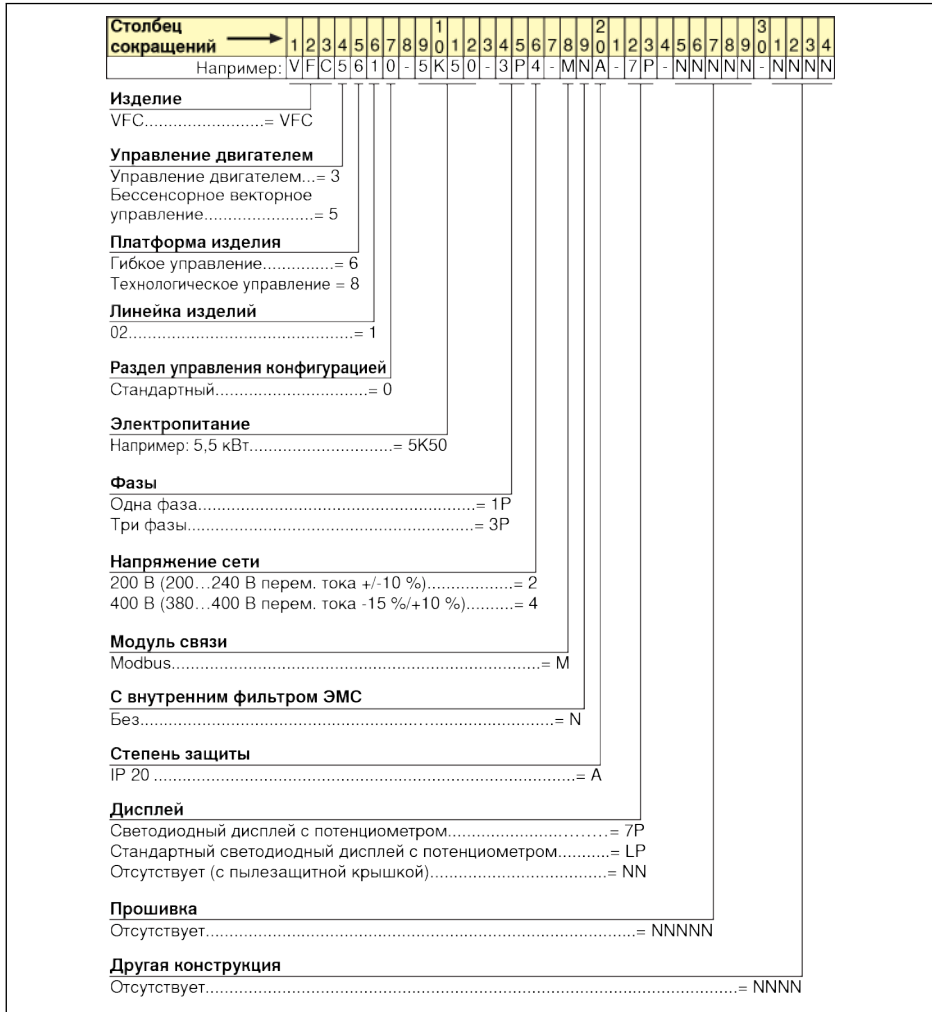 Столбец
сокращений 1 2 3 4 5 6 7 8 9 10 1 2 3 4 5 6 7 8 9 20 1 2 3 4 5 6 7 8 9 30 1 2 3 4
Например: V F C 5 6 1 0 - 5 K 5 0 - 3 P 4 - M N A - 7 P - N N N N N - N N N N
Изделие
VFC.........................= VFC
Управление двигателем
Управление двигателем...= 3
Бессенсорное векторное
управление.......................= 5
Платформа изделия
Гибкое управление...............= 6
Технологическое управление = 8
Линейка изделий
02...............................................= 1
Раздел управления конфигурацией
Стандартный................................= 0
Электропитание
Например: 5,5 кВт..............................= 5K50
Фазы
Одна фаза..............................................................= 1P
Три фазы................................................................= 3P
Напряжение сети
200 В (200...240 В перем. тока +/-10 %)..................= 2
400 В (380...400 В перем. тока -15 %/+10 %)..........= 4
Модуль связи
Modbus..............................................................................= M
С внутренним фильтром ЭМС
Без.......................................................................................= N
Степень защиты
IP 20 .......................................................................................= A
Дисплей
Светодиодный дисплей с потенциометром..........................= 7P
Стандартный светодиодный дисплей с потенциометром...........= LP
Отсутствует (с пылезащитной крышкой).....................................= NN
Прошивка
Отсутствует.........................................................................................= NNNNN
Другая конструкция
Отсутствует.............................................................................................................= NNNN